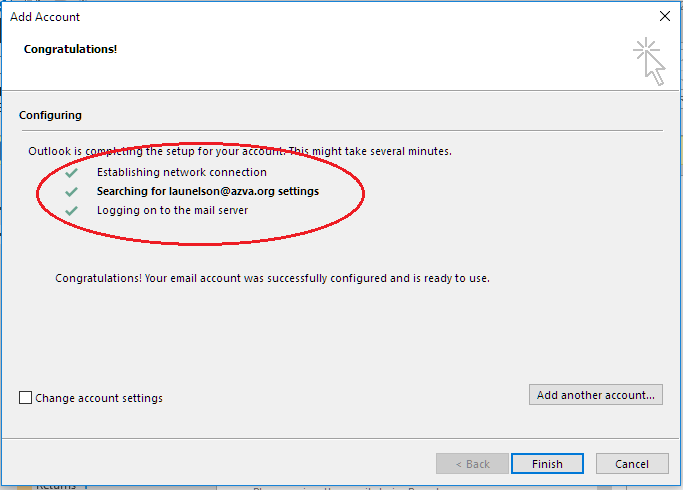 Add Account
Congratulations!
Configuring
Outlook is completing the setup for your account. This might take several minutes.
Establishing network connection
Searching for launelson@azva.org settings
Logging on to the mail server
Congratulations! Your email account was successfully configured and is ready to use.
Change account settings
Add another account...
< Back
Finish
Cancel
Returns